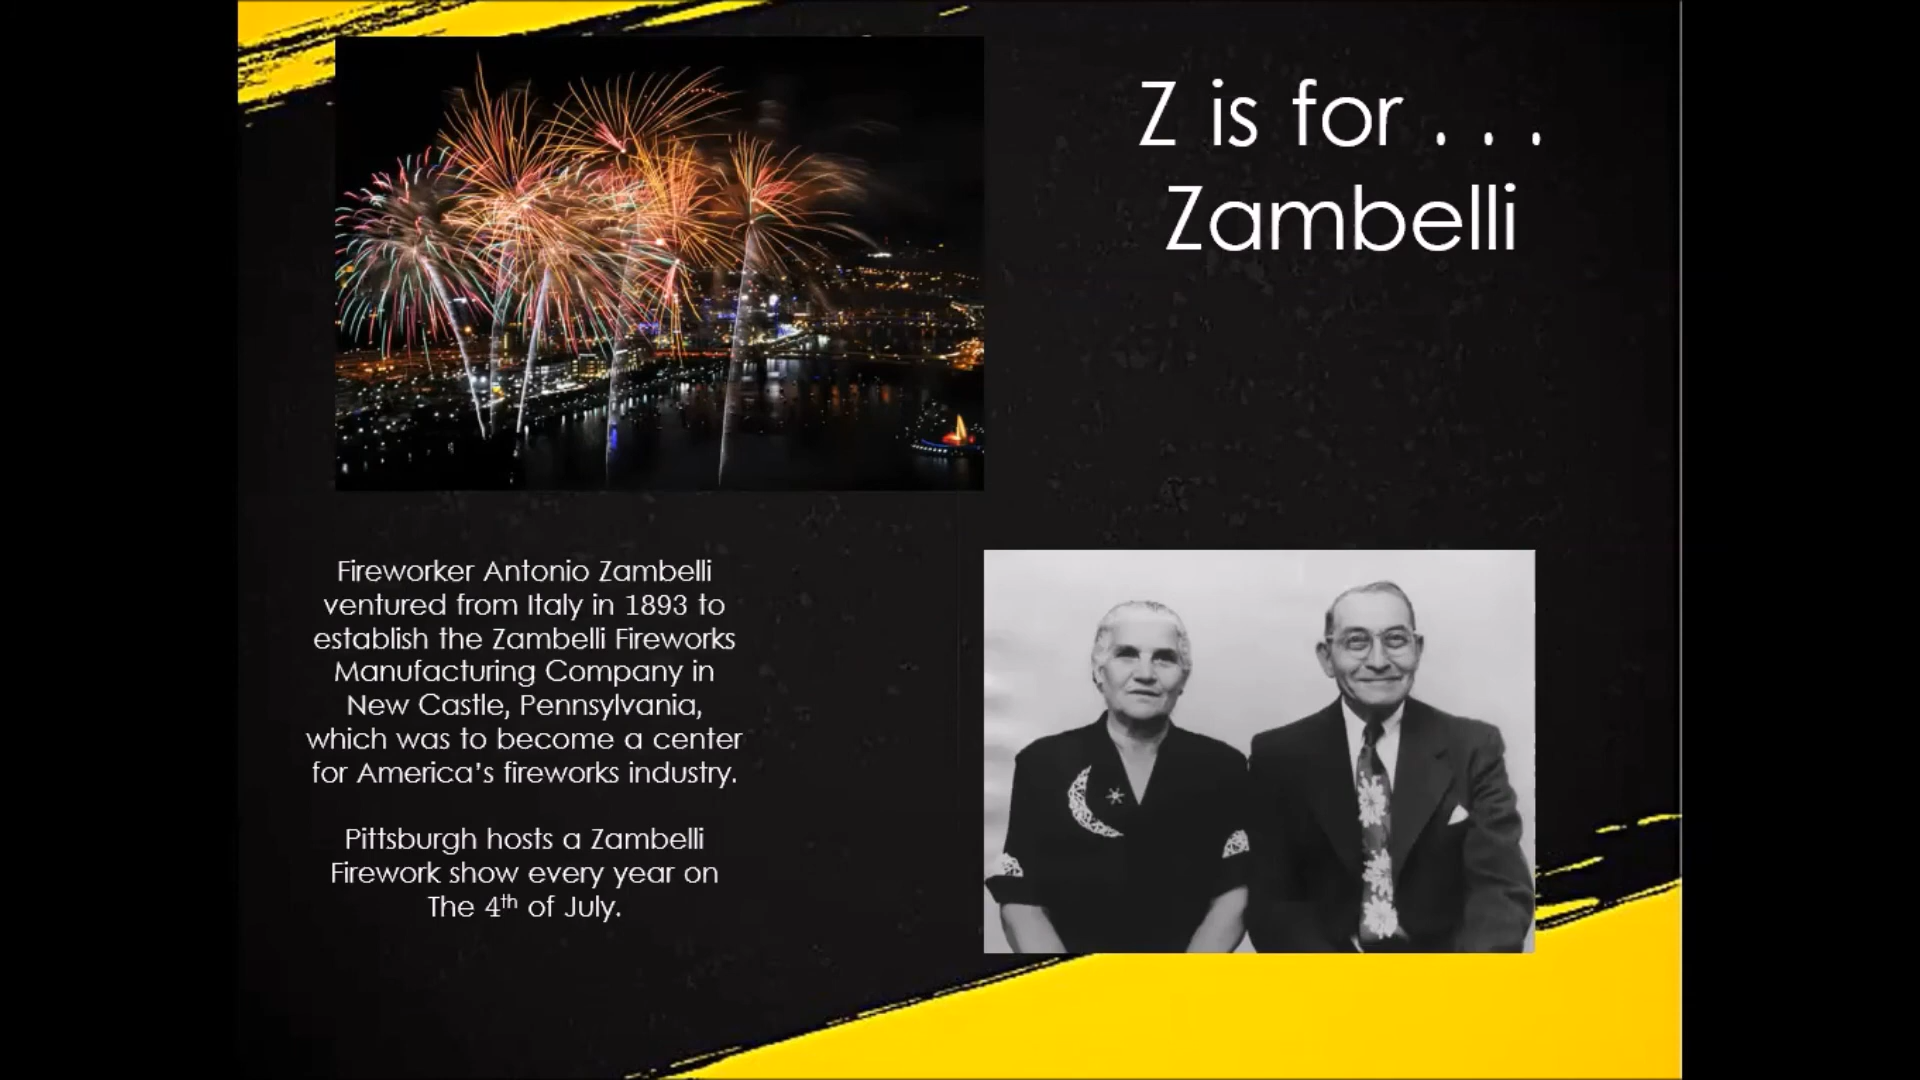 Z is for . . .
Zambelli
Fireworker Antonio Zambelli
ventured from Italy in 1893 to
establish the Zambelli Fireworks
Manufacturing Company in
New Castle, Pennsylvania,
which was to become a center
for America's fireworks industry.
Pittsburgh hosts a Zambelli
Firework show every year on
The 4th of July.